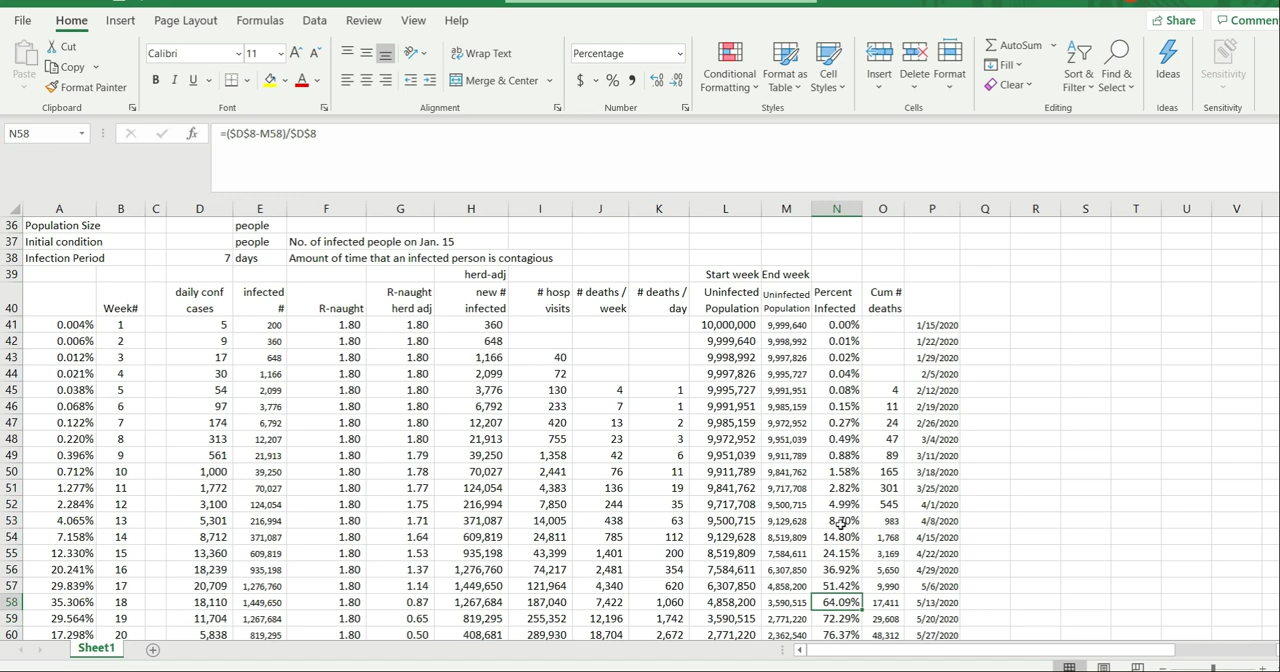 File Home Insert Page Layout Formulas Data Review View Help Share Commen
Cut
Copy
Format Painter
Paste
Clipboard
Calibri 11 A A
B I U A
Font
Wrap Text
Merge & Center
Alignment
Percentage
$ % ,
Number
Conditional Formatting
Format as Table
Cell Styles
Styles
Insert Delete Format
Cells
AutoSum
Fill
Clear
Sort & Filter
Find & Select
Editing
Ideas
Ideas
Sensitivity
Sensitivity
N58 fx =($D$8-M58)/$D$8
A B C D E F G H I J K L M N O P Q R S T U V
36 Population Size people
37 Initial condition people No. of infected people on Jan. 15
38 Infection Period 7 days Amount of time that an infected person is contagious
39 herd-adj Start week End week
daily conf infected R-naught new # # hosp # deaths / # deaths / Uninfected Uninfected Percent Cum #
40 Week# cases # R-naught herd adj infected visits week day Population Population Infected deaths
41 0.004% 1 5 200 1.80 1.80 360 10,000,000 9,999,640 0.00% 1/15/2020
42 0.006% 2 9 360 1.80 1.80 648 9,999,640 9,998,992 0.01% 1/22/2020
43 0.012% 3 17 648 1.80 1.80 1,166 40 9,998,992 9,997,826 0.02% 1/29/2020
44 0.021% 4 30 1,166 1.80 1.80 2,099 72 9,997,826 9,995,727 0.04% 2/5/2020
45 0.038% 5 54 2,099 1.80 1.80 3,776 130 4 1 9,995,727 9,991,951 0.08% 4 2/12/2020
46 0.068% 6 97 3,776 1.80 1.80 6,792 233 7 1 9,991,951 9,985,159 0.15% 11 2/19/2020
47 0.122% 7 174 6,792 1.80 1.80 12,207 420 13 2 9,985,159 9,972,952 0.27% 24 2/26/2020
48 0.220% 8 313 12,207 1.80 1.80 21,913 755 23 3 9,972,952 9,951,039 0.49% 47 3/4/2020
49 0.396% 9 561 21,913 1.80 1.79 39,250 1,358 42 6 9,951,039 9,911,789 0.88% 89 3/11/2020
50 0.712% 10 1,000 39,250 1.80 1.78 70,027 2,441 76 11 9,911,789 9,841,762 1.58% 165 3/18/2020
51 1.277% 11 1,772 70,027 1.80 1.77 124,054 4,383 136 19 9,841,762 9,717,708 2.82% 301 3/25/2020
52 2.284% 12 3,100 124,054 1.80 1.75 216,994 7,850 244 35 9,717,708 9,500,715 4.99% 545 4/1/2020
53 4.065% 13 5,301 216,994 1.80 1.71 371,087 14,005 438 63 9,500,715 9,129,628 8.70% 983 4/8/2020
54 7.158% 14 8,712 371,087 1.80 1.64 609,819 24,811 785 112 9,129,628 8,519,809 14.80% 1,768 4/15/2020
55 12.330% 15 13,360 609,819 1.80 1.53 935,198 43,399 1,401 200 8,519,809 7,584,611 24.15% 3,169 4/22/2020
56 20.241% 16 18,239 935,198 1.80 1.37 1,276,760 74,217 2,481 354 7,584,611 6,307,850 36.92% 5,650 4/29/2020
57 29.839% 17 20,709 1,276,760 1.80 1.14 1,449,650 121,964 4,340 620 6,307,850 4,858,200 51.42% 9,990 5/6/2020
58 35.306% 18 18,110 1,449,650 1.80 0.87 1,267,684 187,040 7,422 1,060 4,858,200 3,590,515 64.09% 17,411 5/13/2020
59 29.564% 19 11,704 1,267,684 1.80 0.65 819,295 255,352 12,196 1,742 3,590,515 2,771,220 72.29% 29,608 5/20/2020
60 17.298% 20 5,838 819,295 1.80 0.50 408,681 289,930 18,704 2,672 2,771,220 2,362,540 76.37% 48,312 5/27/2020
Sheet1